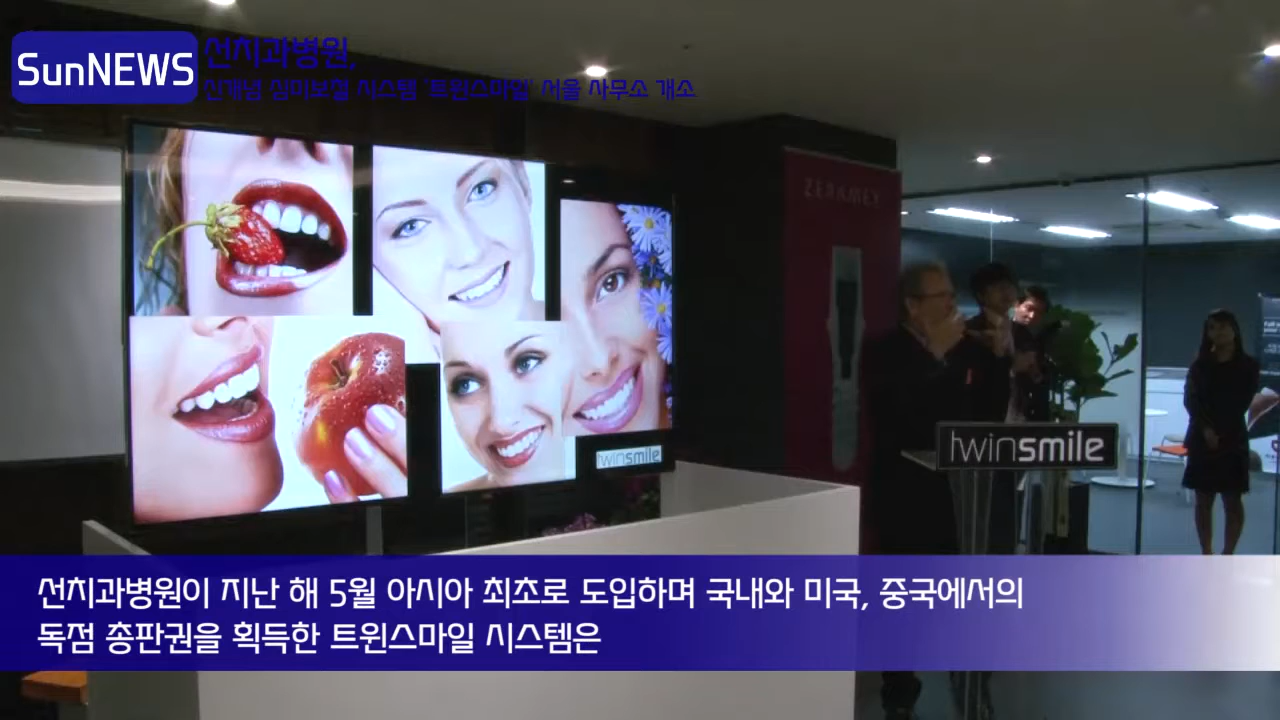 SunNEWS
선치과병원,
신개념 심미보철 시스템 '트윈스마일' 서울 사무소 개소
ZERAMEX
twinsmile
twinsmile
선치과병원이 지난 해 5월 아시아 최초로 도입하며 국내와 미국, 중국에서의
독점 총판권을 획득한 트윈스마일 시스템은